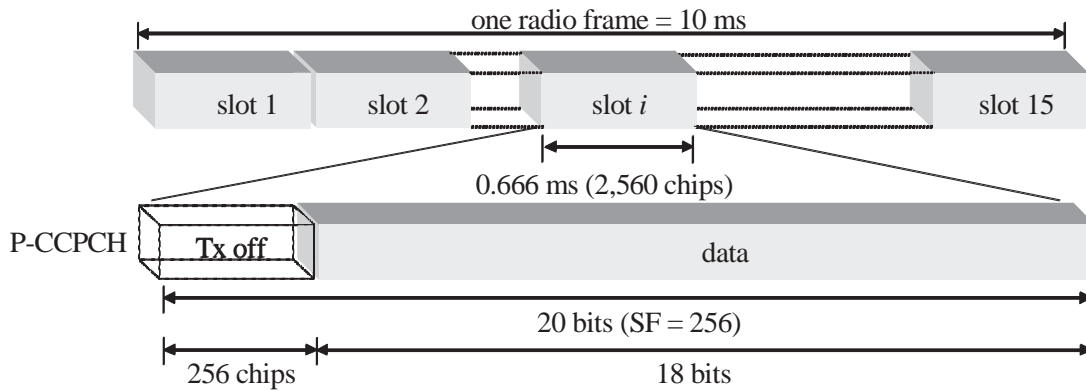 one radio frame = 10 ms
slot 1
slot 2
slot i
slot 15
0.666 ms (2,560 chips)
P-CCPCH
Tx off
data
20 bits (SF = 256)
256 chips
18 bits